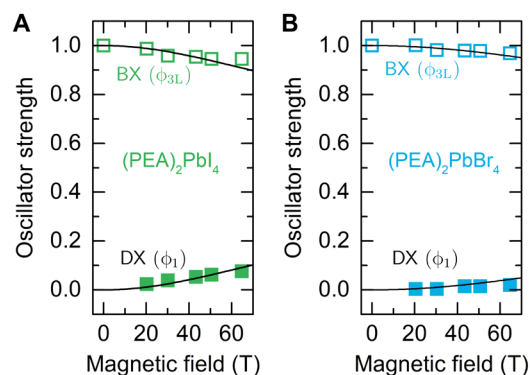 A
Oscillator strength
1.0
0.8
0.6
0.4
0.2
0.0
BX (ϕ₃L)
(PEA)₂PbI₄
DX (ϕ₁)
0 20 40 60
Magnetic field (T)
B
Oscillator strength
1.0
0.8
0.6
0.4
0.2
0.0
BX (ϕ₃L)
(PEA)₂PbBr₄
DX (ϕ₁)
0 20 40 60
Magnetic field (T)